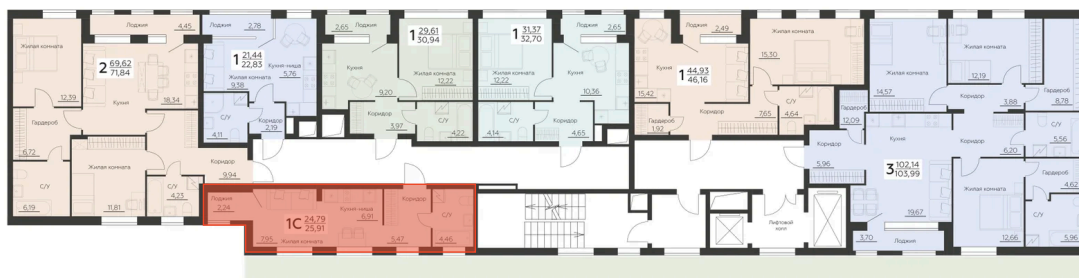 Лоджия
4.45
Жилая комната
12.39
2 69,62
71,84
Кухня
18.34
Гардероб
6.72
С/У
6.19
Жилая комната
11.81
С/У
4.23
Коридор
9.94
Лоджия
2.78
1 21,44
22,83
Жилая комната
9.38
Кухня-ниша
5.76
С/У
4.11
Коридор
2.19
2.65
Лоджия
Кухня
9.20
1 29,61
30,94
Жилая комната
12.22
Коридор
3.97
С/У
4.22
1 31,37
32,70
Жилая комната
12.22
Лоджия
2.65
Кухня
10.36
С/У
4.14
Коридор
4.65
Лоджия
2.49
Кухня
15.42
1 44,93
46,16
Жилая комната
15.30
Гардероб
1.92
Коридор
7.65
С/У
4.64
Жилая комната
14.57
Жилая комната
12.19
Коридор
3.88
Гардероб
8.78
Гардероб
12.09
Коридор
5.96
Кухня
3 102,14
103,99
19.67
6.20
С/У
5.56
4.62
Жилая комната
12.66
С/У
5.96
3.70
Лоджия
Лифтовый
холл
Лоджия
2.24
1С 24,79
25,91
7.95
Жилая комната
Кухня-ниша
6.91
Коридор
5.47
С/У
4.46